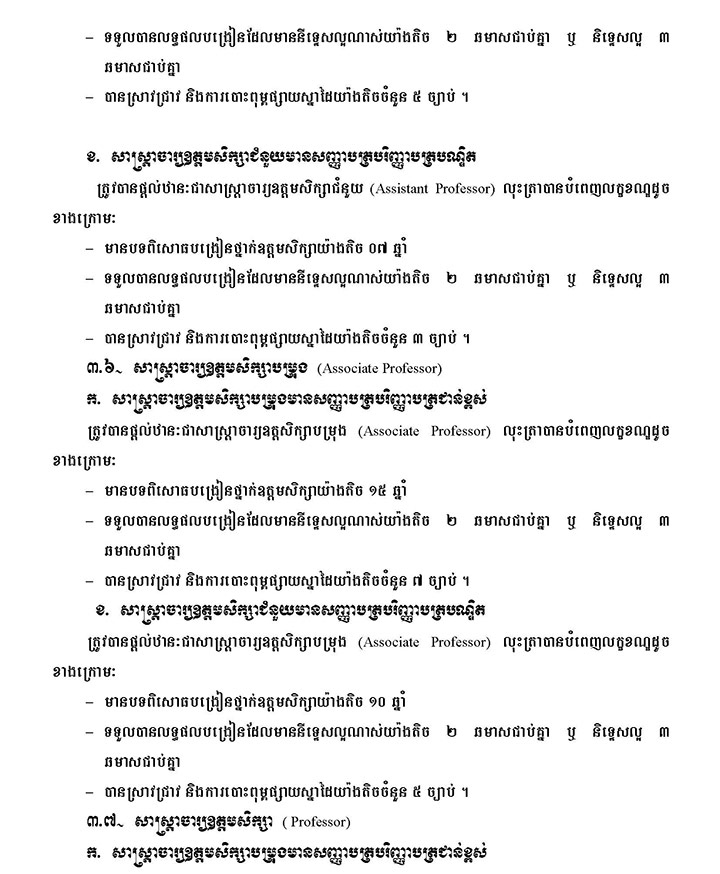 – ទទួលបានលទ្ធផលបង្រៀនដែលមាននីទ្ទេសល្អណាស់យ៉ាងតិច ២ ឆមាសជាប់គ្នា ឬ និទ្ទេសល្អ ៣
ឆមាសជាប់គ្នា
– បានស្រាវជ្រាវ និងការបោះពុម្ពផ្សាយស្នាដៃយ៉ាងតិចចំនួន ៥ ច្បាប់ ។
ខ. សាស្ត្រាចារ្យឧត្តមសិក្សាជំនួយមានសញ្ញាបត្របរិញ្ញាបត្របណ្ឌិត
ត្រូវបានផ្តល់ឋានៈជាសាស្ត្រាចារ្យឧត្តមសិក្សាជំនួយ (Assistant Professor) លុះត្រាបានបំពេញលក្ខខណ្ឌដូច
ខាងក្រោម:
– មានបទពិសោធបង្រៀនថ្នាក់ឧត្តមសិក្សាយ៉ាងតិច ០៧ ឆ្នាំ
– ទទួលបានលទ្ធផលបង្រៀនដែលមាននីទ្ទេសល្អណាស់យ៉ាងតិច ២ ឆមាសជាប់គ្នា ឬ និទ្ទេសល្អ ៣
ឆមាសជាប់គ្នា
– បានស្រាវជ្រាវ និងការបោះពុម្ពផ្សាយស្នាដៃយ៉ាងតិចចំនួន ៣ ច្បាប់ ។
៣.៦~ សាស្ត្រាចារ្យឧត្តមសិក្សាបម្រុង (Associate Professor)
ក. សាស្ត្រាចារ្យឧត្តមសិក្សាបម្រុងមានសញ្ញាបត្របរិញ្ញាបត្រជាន់ខ្ពស់
ត្រូវបានផ្តល់ឋានៈជាសាស្ត្រាចារ្យឧត្តសិក្សាបម្រុង (Associate Professor) លុះត្រាបានបំពេញលក្ខខណ្ឌដូច
ខាងក្រោម:
– មានបទពិសោធបង្រៀនថ្នាក់ឧត្តមសិក្សាយ៉ាងតិច ១៥ ឆ្នាំ
– ទទួលបានលទ្ធផលបង្រៀនដែលមាននីទ្ទេសល្អណាស់យ៉ាងតិច ២ ឆមាសជាប់គ្នា ឬ និទ្ទេសល្អ ៣
ឆមាសជាប់គ្នា
– បានស្រាវជ្រាវ និងការបោះពុម្ពផ្សាយស្នាដៃយ៉ាងតិចចំនួន ៧ ច្បាប់ ។
ខ. សាស្ត្រាចារ្យឧត្តមសិក្សាជំនួយមានសញ្ញាបត្របរិញ្ញាបត្របណ្ឌិត
ត្រូវបានផ្តល់ឋានៈជាសាស្ត្រាចារ្យឧត្តសិក្សាបម្រុង (Associate Professor) លុះត្រាបានបំពេញលក្ខខណ្ឌដូច
ខាងក្រោម:
– មានបទពិសោធបង្រៀនថ្នាក់ឧត្តមសិក្សាយ៉ាងតិច ១០ ឆ្នាំ
– ទទួលបានលទ្ធផលបង្រៀនដែលមាននីទ្ទេសល្អណាស់យ៉ាងតិច ២ ឆមាសជាប់គ្នា ឬ និទ្ទេសល្អ ៣
ឆមាសជាប់គ្នា
– បានស្រាវជ្រាវ និងការបោះពុម្ពផ្សាយស្នាដៃយ៉ាងតិចចំនួន ៥ ច្បាប់ ។
៣.៧~ សាស្ត្រាចារ្យឧត្តមសិក្សា ( Professor)
ក. សាស្ត្រាចារ្យឧត្តមសិក្សាបម្រុងមានសញ្ញាបត្របរិញ្ញាបត្រជាន់ខ្ពស់